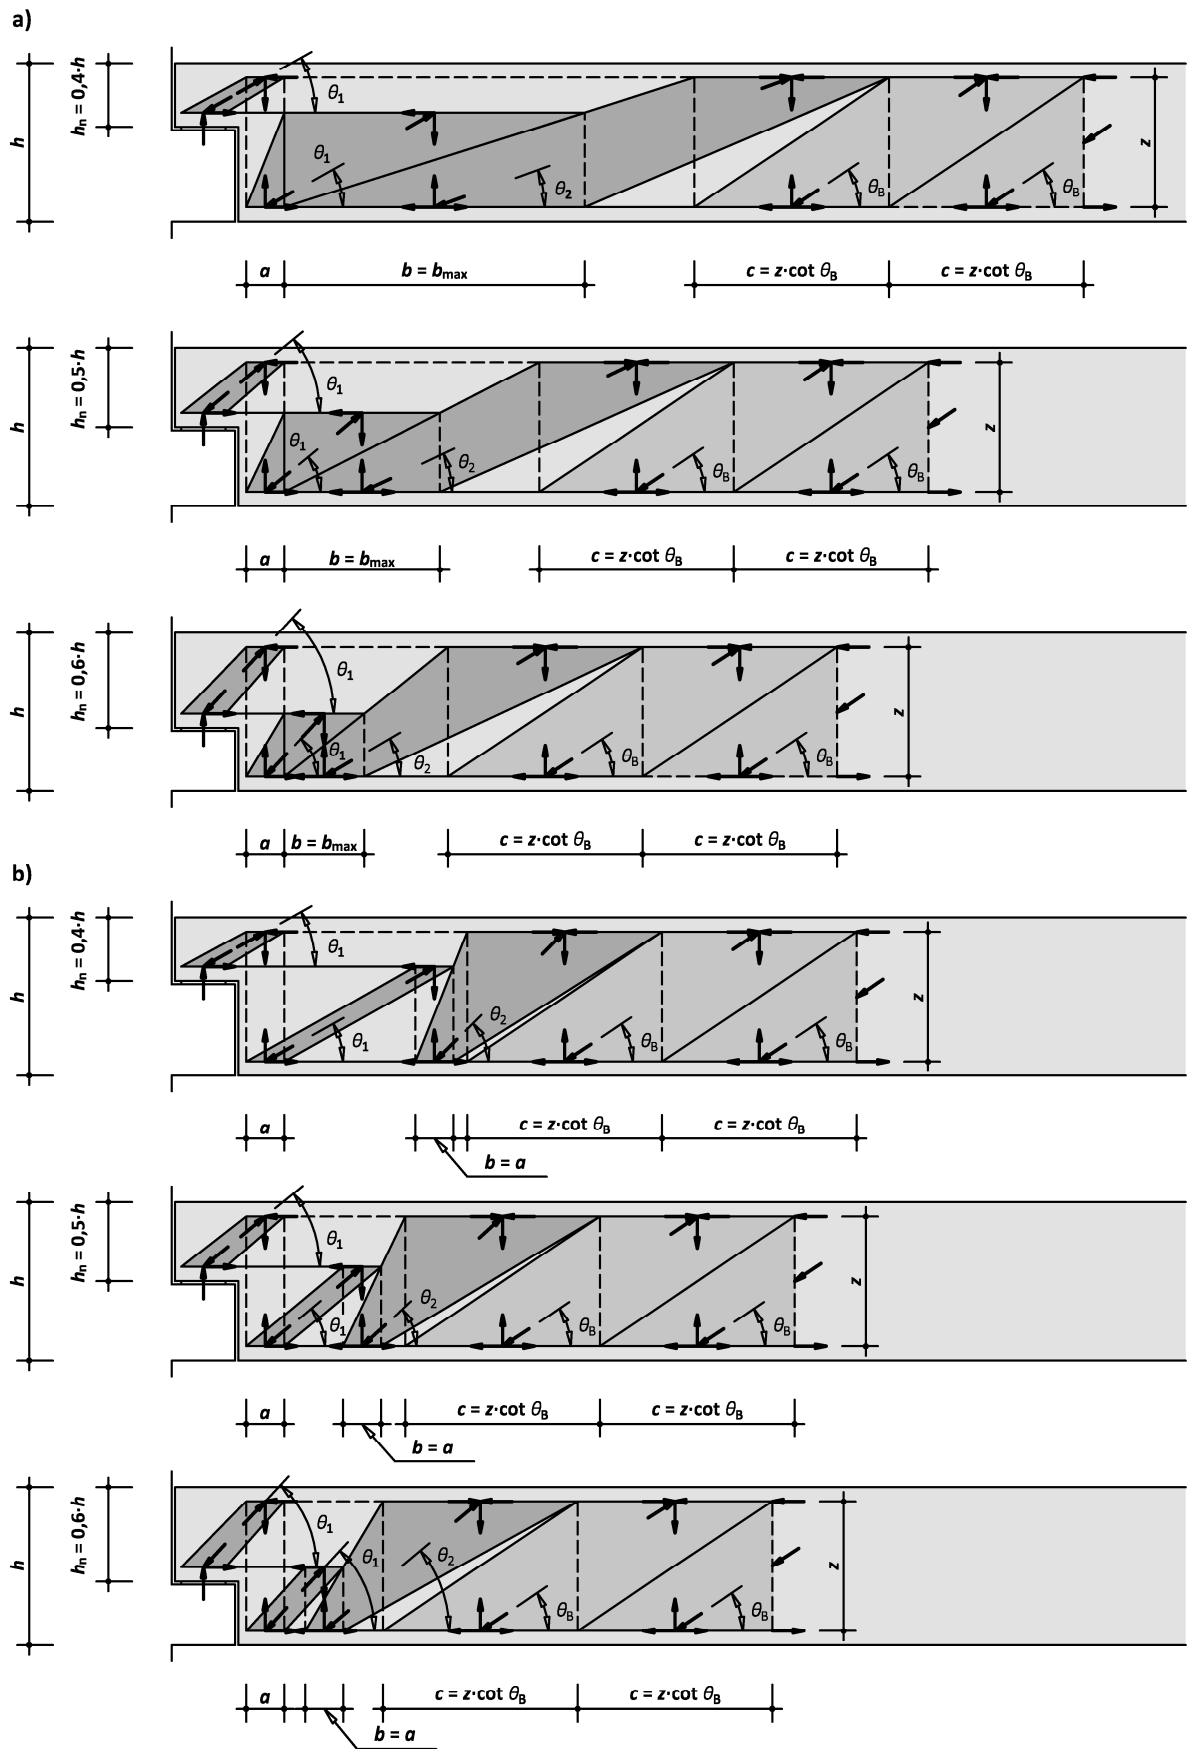 a)
h
hₙ = 0,4·h
θ₁
θ₁
θ₂
θB
θB
z
a
b = bmax
c = z·cot θB
c = z·cot θB
h
hₙ = 0,5·h
θ₁
θ₁
θ₂
θB
θB
z
a
b = bmax
c = z·cot θB
c = z·cot θB
h
hₙ = 0,6·h
θ₁
θ₁
θ₂
θB
θB
z
a
b = bmax
c = z·cot θB
c = z·cot θB
b)
h
hₙ = 0,4·h
θ₁
θ₁
θ₂
θB
θB
z
a
c = z·cot θB
c = z·cot θB
b = a
h
hₙ = 0,5·h
θ₁
θ₁
θ₂
θB
θB
z
a
c = z·cot θB
c = z·cot θB
b = a
h
hₙ = 0,6·h
θ₁
θ₁
θ₂
θB
θB
z
a
c = z·cot θB
c = z·cot θB
b = a